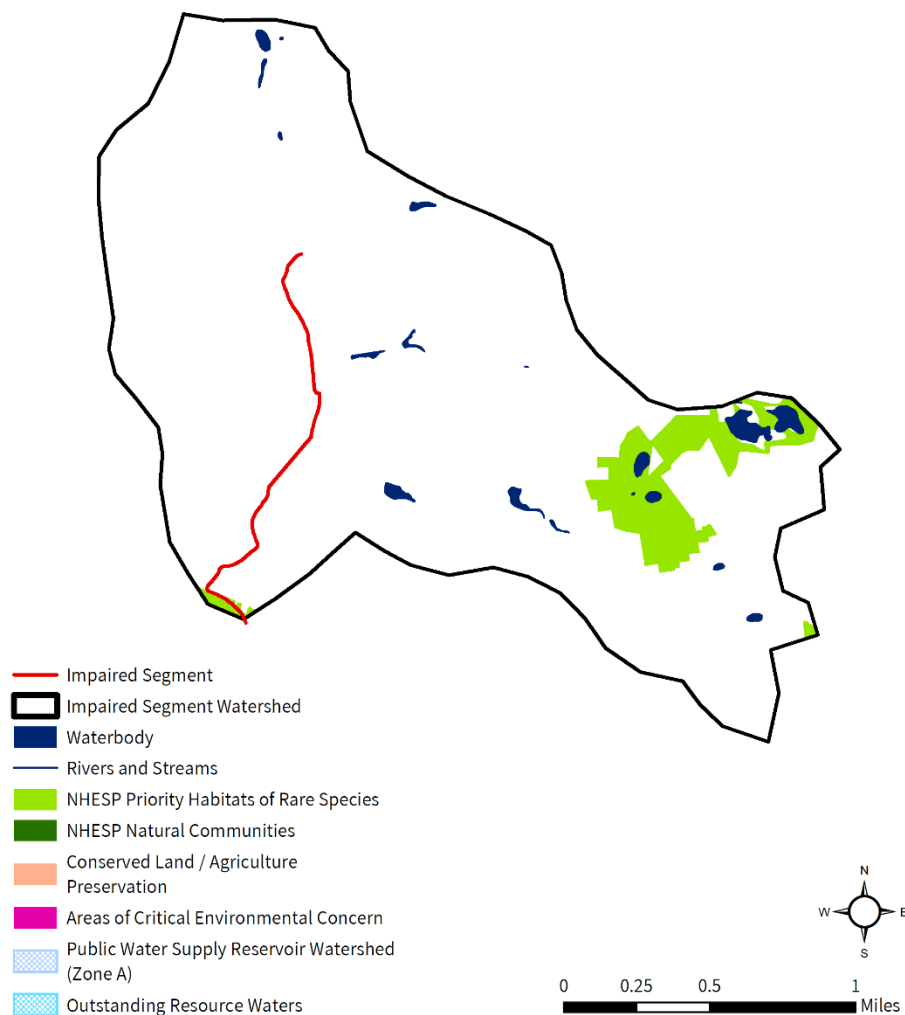 Impaired Segment
Impaired Segment Watershed
Waterbody
Rivers and Streams
NHESP Priority Habitats of Rare Species
NHESP Natural Communities
Conserved Land / Agriculture
Preservation
Areas of Critical Environmental Concern
Public Water Supply Reservoir Watershed
(Zone A)
Outstanding Resource Waters
N
W E
S
0 0.25 0.5 1
Miles